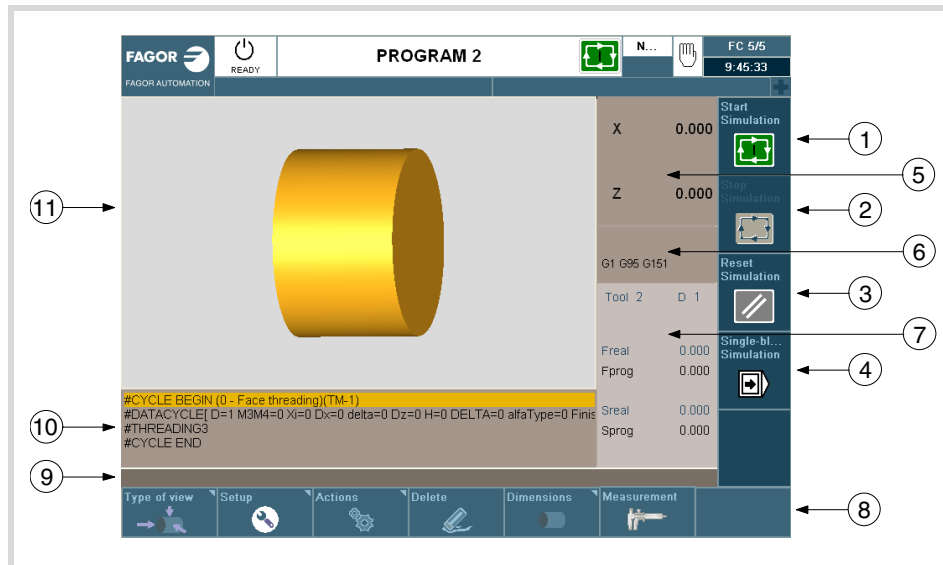 FAGOR
READY
PROGRAM 2
N...
FC 5/5
9:45:33
FAGOR AUTOMATION
X 0.000
Z 0.000
G1 G95 G151
Tool 2 D 1
Freal 0.000
Fprog 0.000
Sreal 0.000
Sprog 0.000
Start
Simulation
Stop
Simulation
Reset
Simulation
Single-bl...
Simulation
#CYCLE BEGIN (0 - Face threading)(TM-1)
#DATACYCLE[ D=1 M3M4=0 Xi=0 Dx=0 delta=0 Dz=0 H=0 DELTA=0 alfaType=0 Finis
#THREADING3
#CYCLE END
Type of view
Setup
Actions
Delete
Dimensions
Measurement
1
5
2
6
3
7
4
8
9
10
11